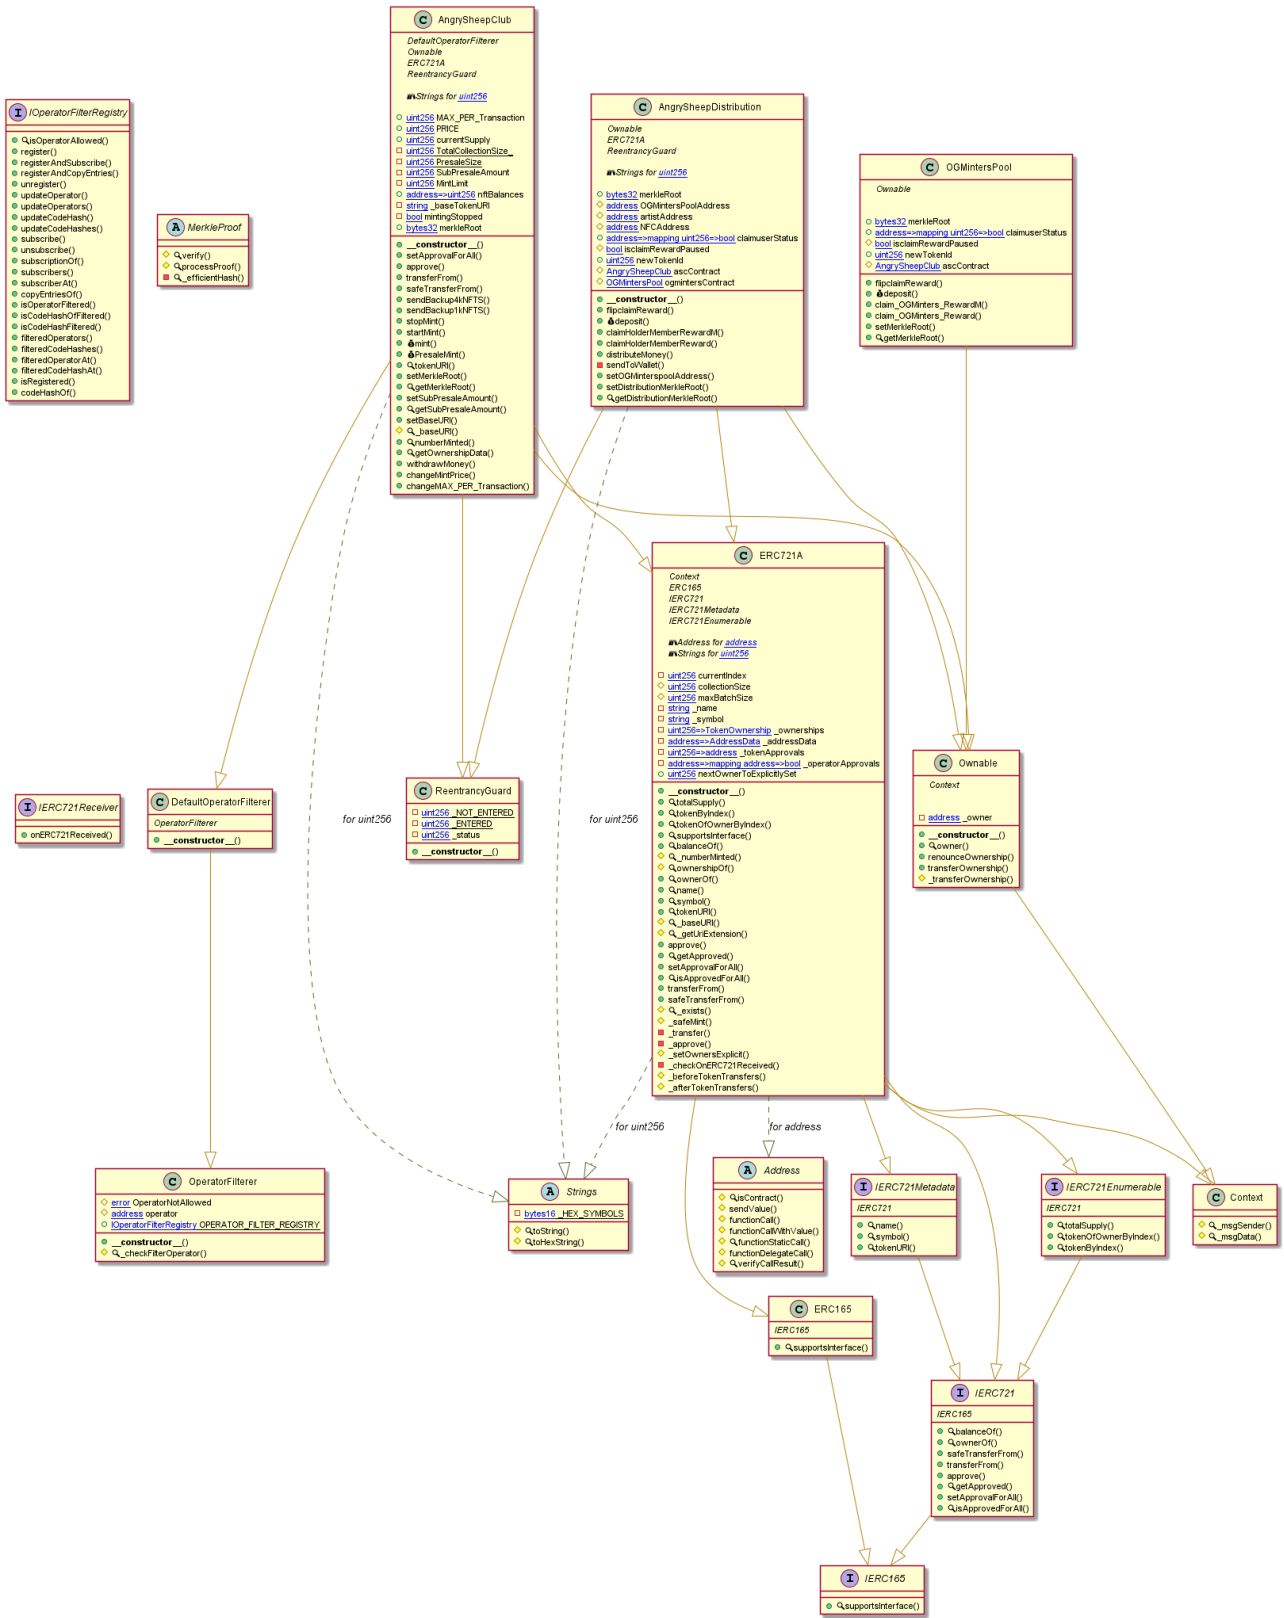 AngrySheepClub
DefaultOperatorFilterer
Ownable
ERC721A
ReentrancyGuard
Strings for uint256
uint256 MAX_PER_Transaction
uint256 PRICE
uint256 currentSupply
uint256 TotalCollectionSize_
uint256 PresaleSize
uint256 SubPresaleAmount
uint256 MintLimit
address=>uint256 nftBalances
string _baseTokenURI
bool mintingStopped
bytes32 merkleRoot
__constructor__()
setApprovalForAll()
approve()
transferFrom()
safeTransferFrom()
sendBackup4kNFTS()
sendBackup1kNFTS()
stopMint()
startMint()
mint()
PresaleMint()
tokenURI()
setMerkleRoot()
getMerkleRoot()
setSubPresaleAmount()
getSubPresaleAmount()
setBaseURI()
_baseURI()
numberMinted()
getOwnershipData()
withdrawMoney()
changeMintPrice()
changeMAX_PER_Transaction()
IOperatorFilterRegistry
isOperatorAllowed()
register()
registerAndSubscribe()
registerAndCopyEntries()
unregister()
updateOperator()
updateOperators()
updateCodeHash()
updateCodeHashes()
subscribe()
unsubscribe()
subscriptionOf()
subscribers()
subscriberAt()
copyEntriesOf()
isOperatorFiltered()
isCodeHashOfFiltered()
isCodeHashFiltered()
filteredOperators()
filteredCodeHashes()
filteredOperatorAt()
filteredCodeHashAt()
isRegistered()
codeHashOf()
MerkleProof
verify()
processProof()
_efficientHash()
AngrySheepDistribution
Ownable
ERC721A
ReentrancyGuard
Strings for uint256
bytes32 merkleRoot
address OGMintersPoolAddress
address artistAddress
address NFCAddress
address=>mapping uint256=>bool claimuserStatus
bool isclaimRewardPaused
uint256 newTokenId
AngrySheepClub ascContract
OGMintersPool ogmintersContract
__constructor__()
flipclaimReward()
deposit()
claimHolderMemberRewardM()
claimHolderMemberReward()
distributeMoney()
sendToWallet()
setOGMinterspoolAddress()
setDistributionMerkleRoot()
getDistributionMerkleRoot()
OGMintersPool
Ownable
bytes32 merkleRoot
address=>mapping uint256=>bool claimuserStatus
bool isclaimRewardPaused
uint256 newTokenId
AngrySheepClub ascContract
flipclaimReward()
deposit()
claim_OGMinters_RewardM()
claim_OGMinters_Reward()
setMerkleRoot()
getMerkleRoot()
ERC721A
Context
ERC165
IERC721
IERC721Metadata
IERC721Enumerable
Address for address
Strings for uint256
uint256 currentIndex
uint256 collectionSize
uint256 maxBatchSize
string _name
string _symbol
uint256=>TokenOwnership _ownerships
address=>AddressData _addressData
uint256=>address _tokenApprovals
address=>mapping address=>bool _operatorApprovals
uint256 nextOwnerToExplicitlySet
__constructor__()
totalSupply()
tokenByIndex()
tokenOfOwnerByIndex()
supportsInterface()
balanceOf()
_numberMinted()
ownershipOf()
ownerOf()
name()
symbol()
tokenURI()
_baseURI()
_getUriExtension()
approve()
getApproved()
setApprovalForAll()
isApprovedForAll()
transferFrom()
safeTransferFrom()
_exists()
_safeMint()
_transfer()
_approve()
_setOwnersExplicit()
_checkOnERC721Received()
_beforeTokenTransfers()
_afterTokenTransfers()
IERC721Receiver
onERC721Received()
DefaultOperatorFilterer
OperatorFilterer
__constructor__()
for uint256
ReentrancyGuard
uint256 _NOT_ENTERED
uint256 _ENTERED
uint256 _status
__constructor__()
for uint256
Ownable
Context
address _owner
__constructor__()
owner()
renounceOwnership()
transferOwnership()
_transferOwnership()
for uint256
for address
OperatorFilterer
error OperatorNotAllowed
address operator
IOperatorFilterRegistry OPERATOR_FILTER_REGISTRY
__constructor__()
_checkFilterOperator()
Strings
bytes16 _HEX_SYMBOLS
toString()
toHexString()
Address
isContract()
sendValue()
functionCall()
functionCallWithValue()
functionStaticCall()
functionDelegateCall()
verifyCallResult()
IERC721Metadata
IERC721
name()
symbol()
tokenURI()
IERC721Enumerable
IERC721
totalSupply()
tokenOfOwnerByIndex()
tokenByIndex()
Context
_msgSender()
_msgData()
ERC165
IERC165
supportsInterface()
IERC721
IERC165
balanceOf()
ownerOf()
safeTransferFrom()
transferFrom()
approve()
getApproved()
setApprovalForAll()
isApprovedForAll()
IERC165
supportsInterface()